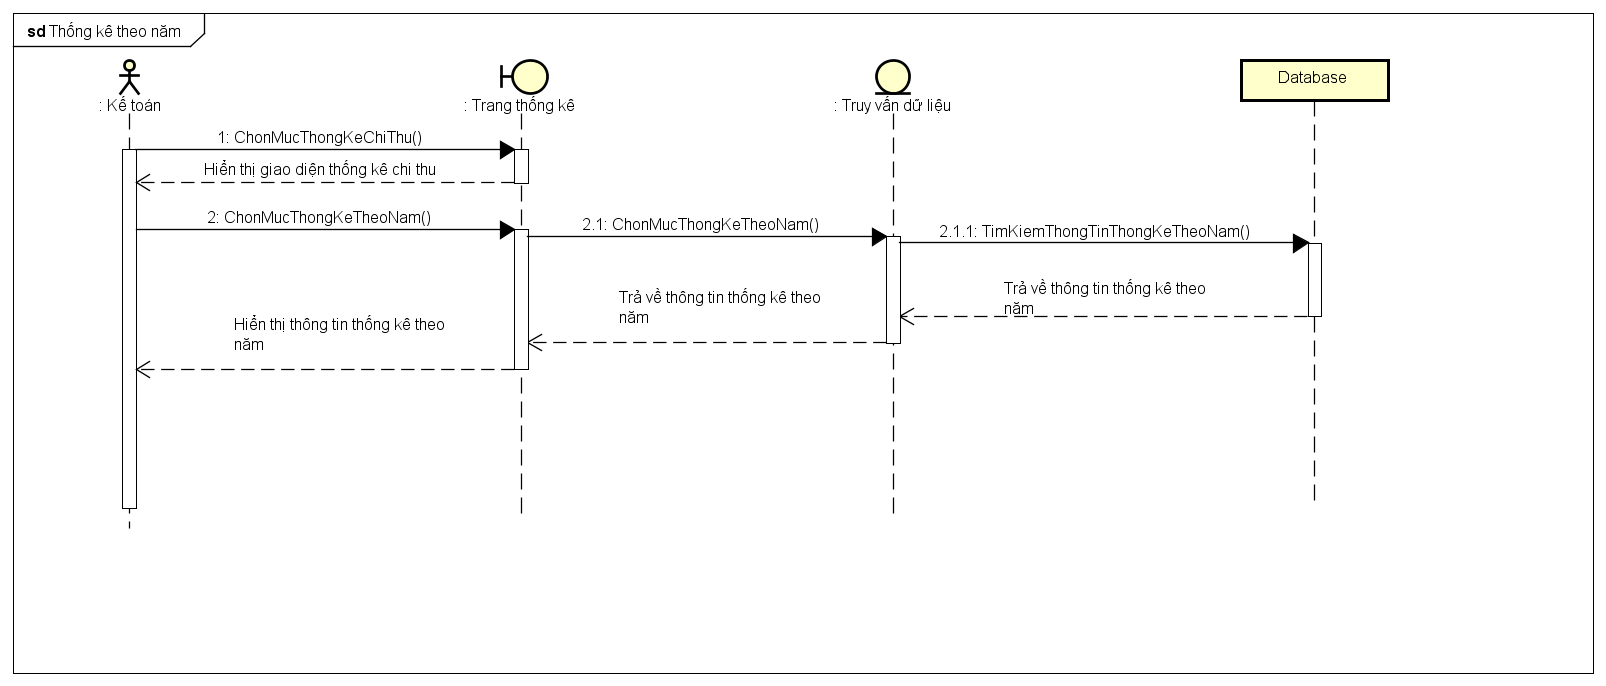 sd Thống kê theo năm
: Kế toán
: Trang thống kê
: Truy vấn dữ liệu
Database
1: ChonMucThongKeChiThu()
Hiển thị giao diện thống kê chi thu
2: ChonMucThongKeTheoNam()
2.1: ChonMucThongKeTheoNam()
2.1.1: TimKiemThongTinThongKeTheoNam()
Trả về thông tin thống kê theo
năm
Trả về thông tin thống kê theo
năm
Hiển thị thông tin thống kê theo
năm